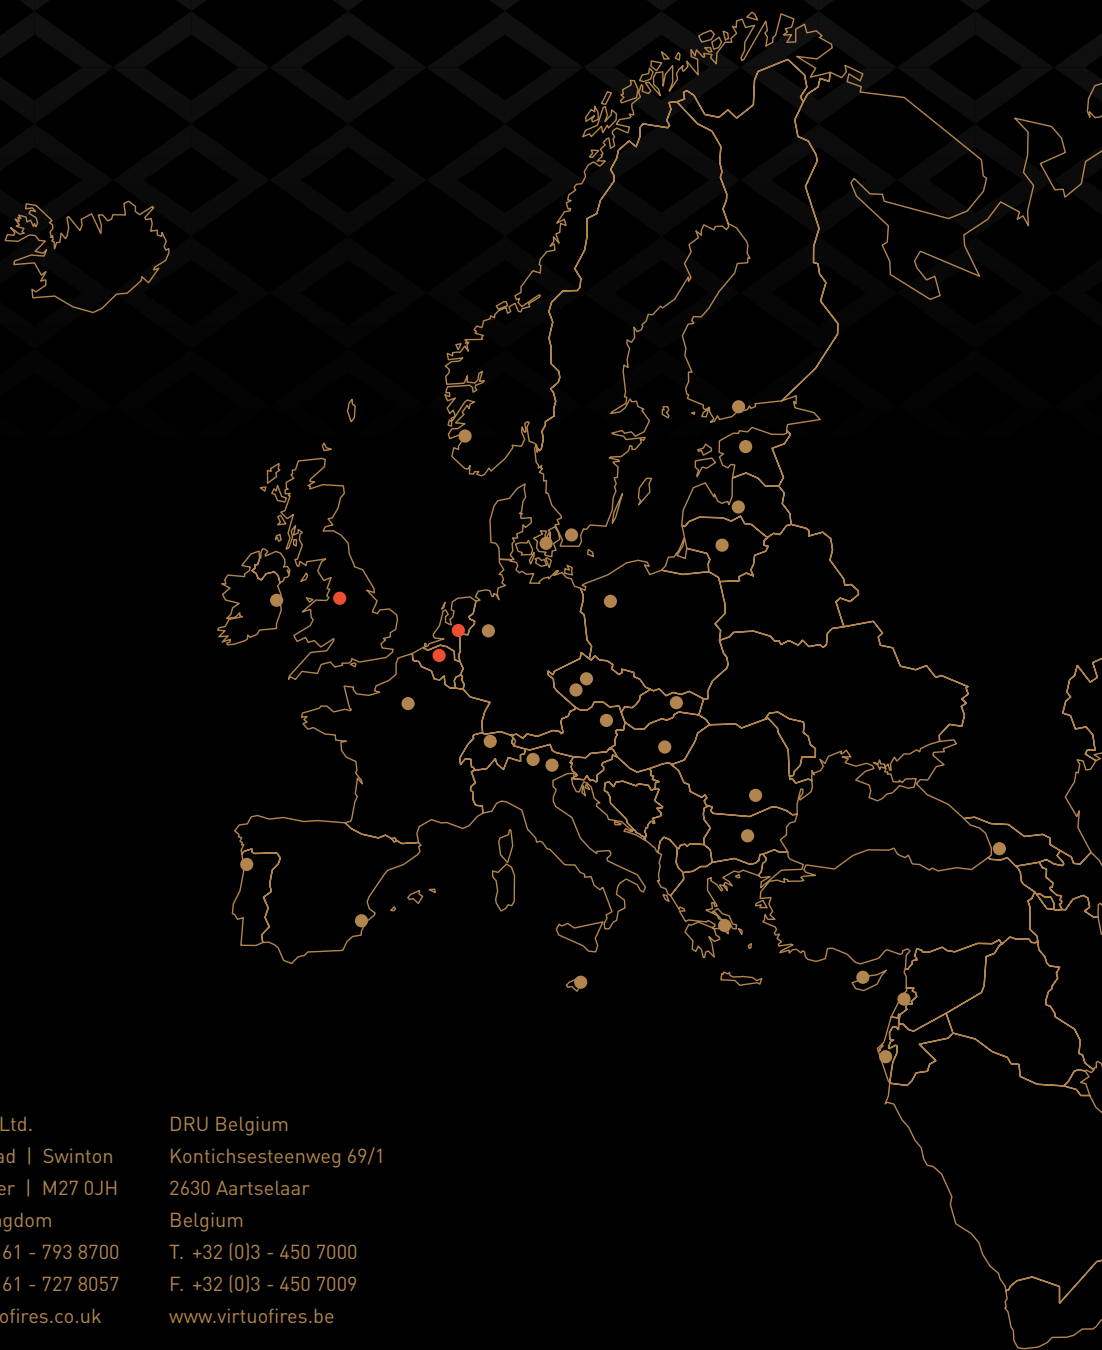 Ltd.
ad | Swinton
er | M27 0JH
gdom
61 - 793 8700
61 - 727 8057
ofires.co.uk
DRU Belgium
Kontichsesteenweg 69/1
2630 Aartselaar
Belgium
T. +32 (0)3 - 450 7000
F. +32 (0)3 - 450 7009
www.virtuofires.be